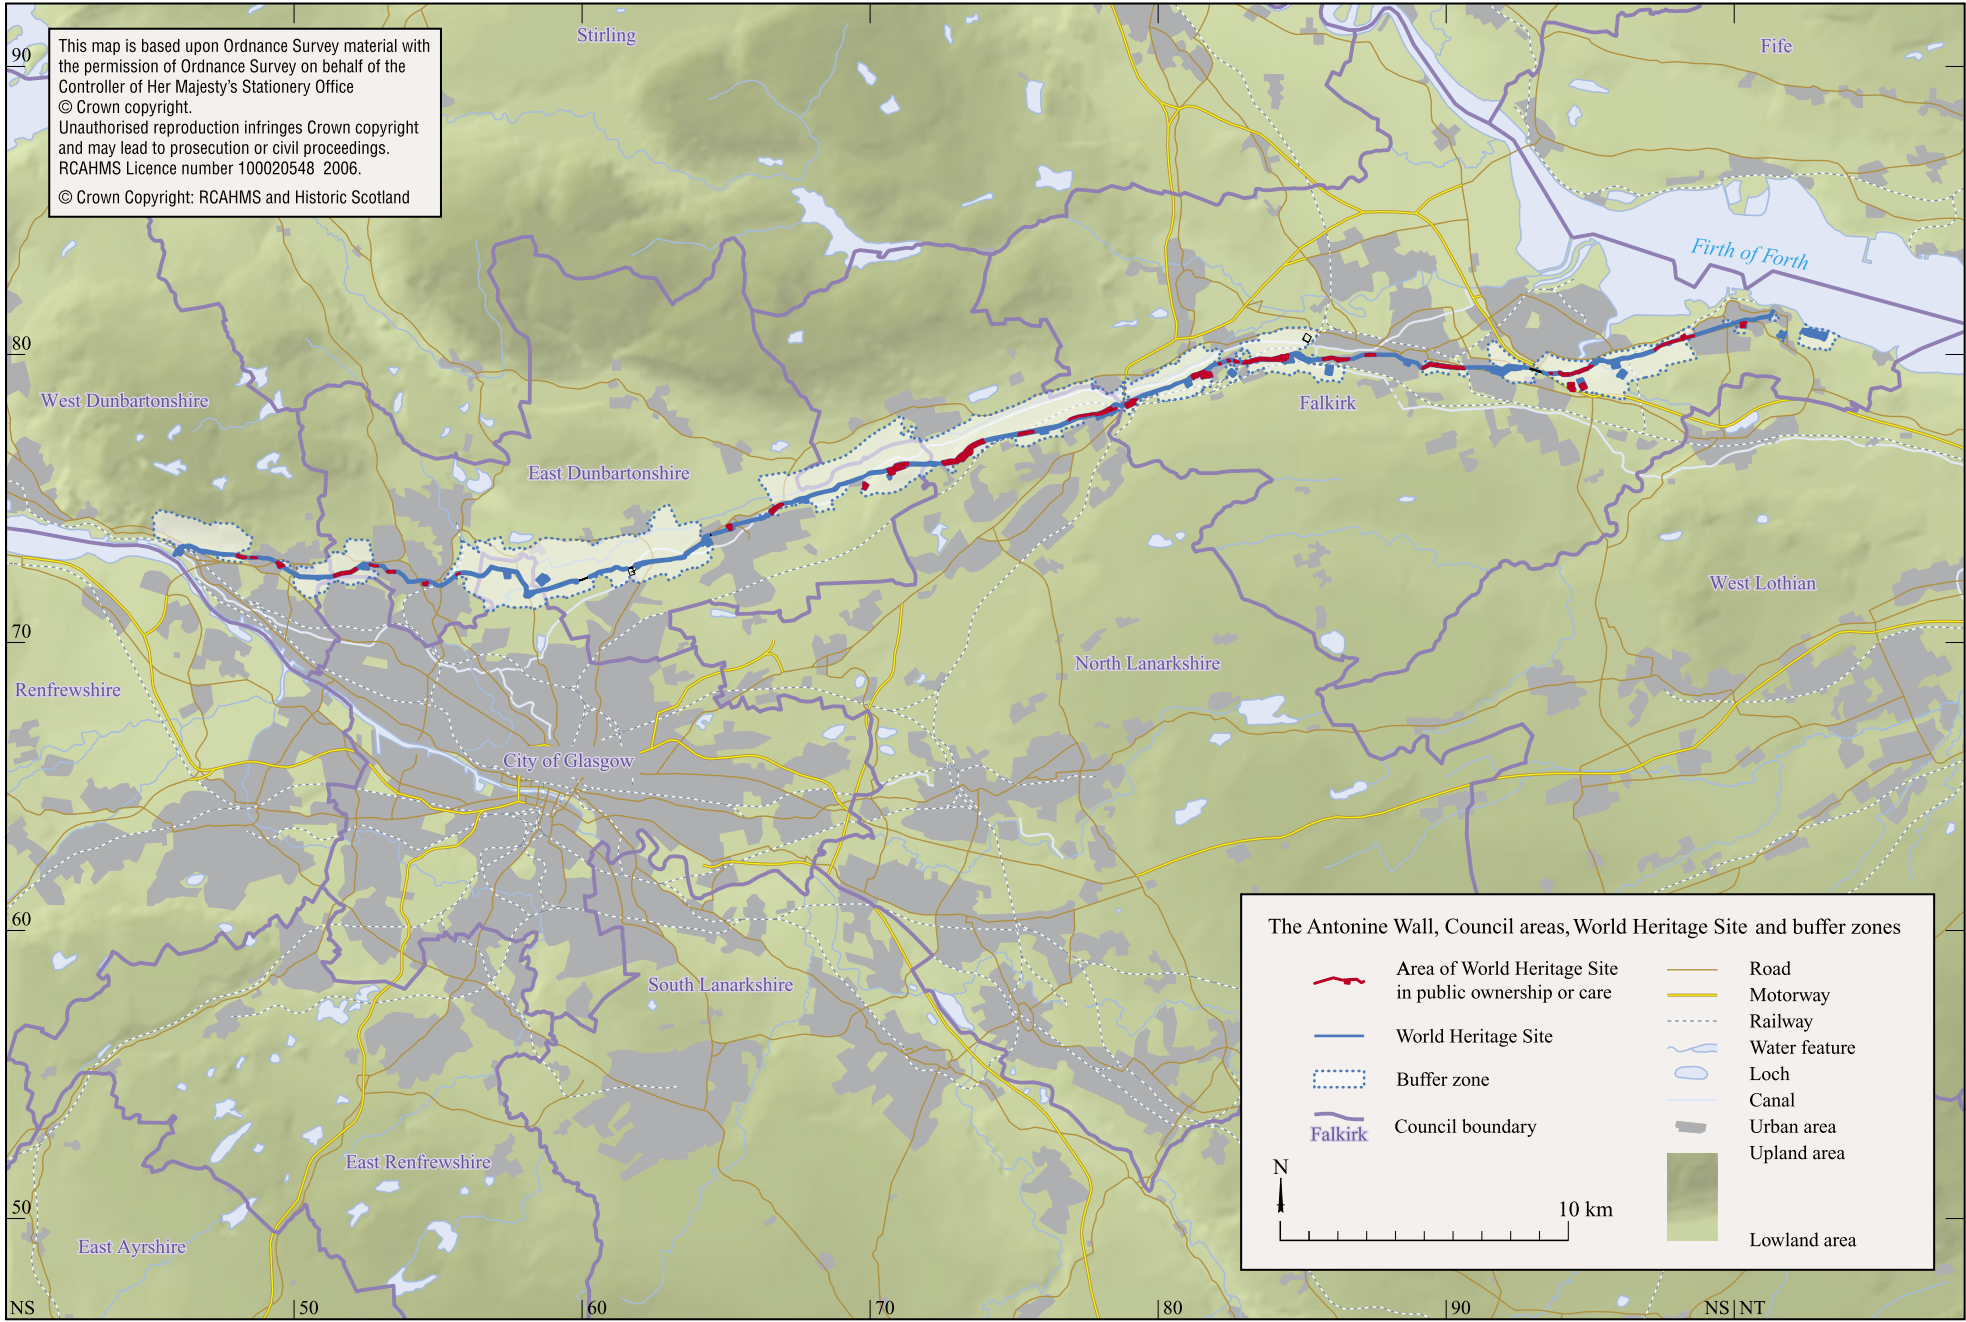 This map is based upon Ordnance Survey material with
the permission of Ordnance Survey on behalf of the
Controller of Her Majesty's Stationery Office
© Crown copyright.
Unauthorised reproduction infringes Crown copyright
and may lead to prosecution or civil proceedings.
RCAHMS Licence number 100020548 2006.
© Crown Copyright: RCAHMS and Historic Scotland
Stirling
Fife
90
Firth of Forth
80
West Dunbartonshire
Falkirk
East Dunbartonshire
West Lothian
70
North Lanarkshire
Renfrewshire
City of Glasgow
60
South Lanarkshire
East Renfrewshire
50
East Ayrshire
The Antonine Wall, Council areas, World Heritage Site and buffer zones
Area of World Heritage Site
in public ownership or care
World Heritage Site
Buffer zone
Falkirk
Council boundary
Road
Motorway
Railway
Water feature
Loch
Canal
Urban area
Upland area
Lowland area
N
10 km
NS
50
60
70
80
90
NS NT